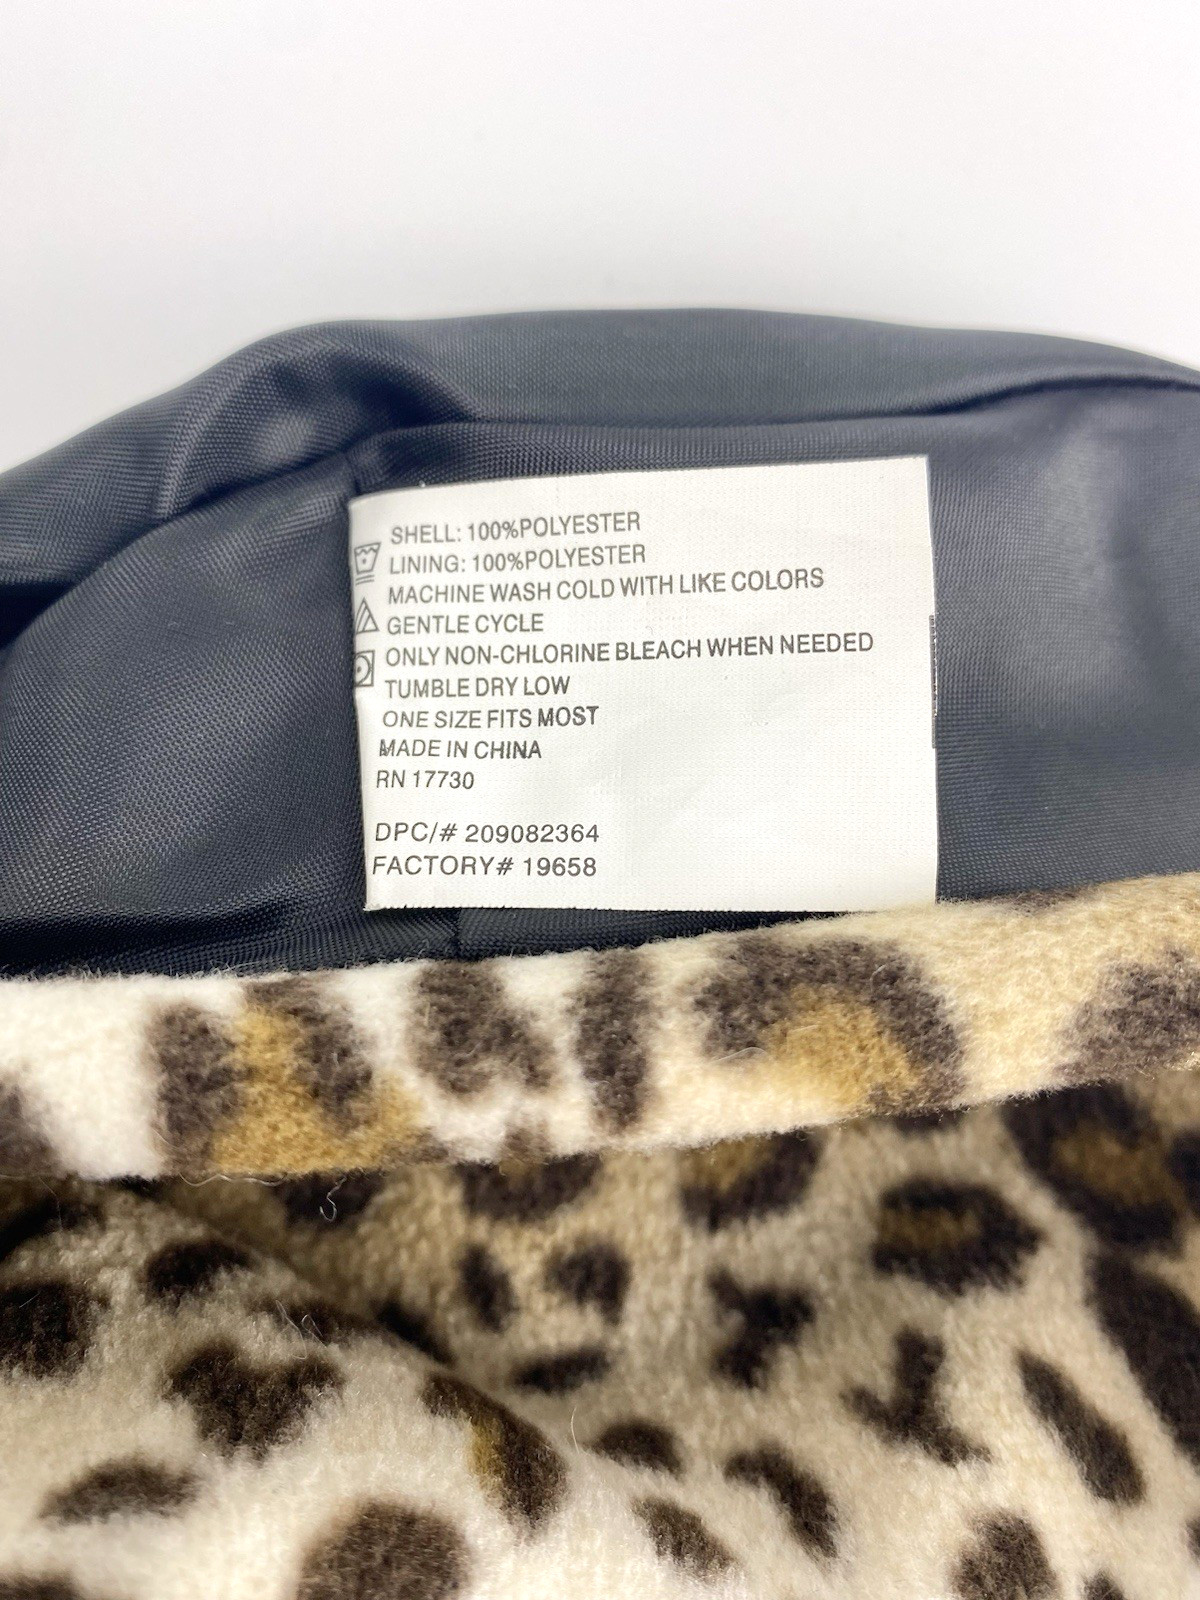 SHELL: 100%POLYESTER
LINING: 100%POLYESTER
MACHINE WASH COLD WITH LIKE COLORS
GENTLE CYCLE
ONLY NON-CHLORINE BLEACH WHEN NEEDED
TUMBLE DRY LOW
ONE SIZE FITS MOST
MADE IN CHINA
RN 17730
DPC/# 209082364
FACTORY# 19658